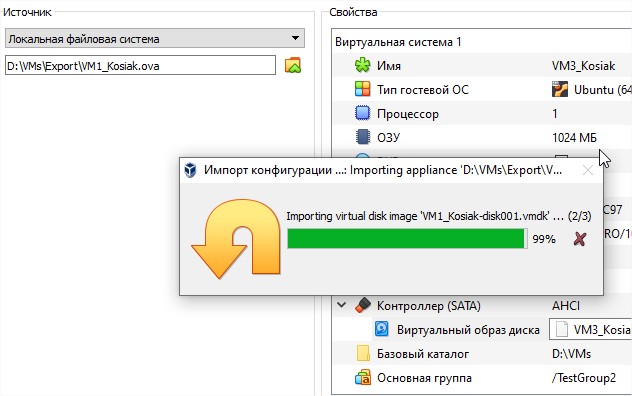 Источник
Локальная файловая система
D:\VMs\Export\VM1_Kosiak.ova
Свойства
Виртуальная система 1
Имя VM3_Kosiak
Тип гостевой ОС Ubuntu (64
Процессор 1
ОЗУ 1024 МБ
Импорт конфигурации ...: Importing appliance 'D:\VMs\Export\V...
Importing virtual disk image 'VM1_Kosiak-disk001.vmdk' ... (2/3)
99%
C97
RO/10
Контроллер (SATA) AHCI
Виртуальный образ диска VM3_Kosiak
Базовый каталог D:\VMs
Основная группа /TestGroup2